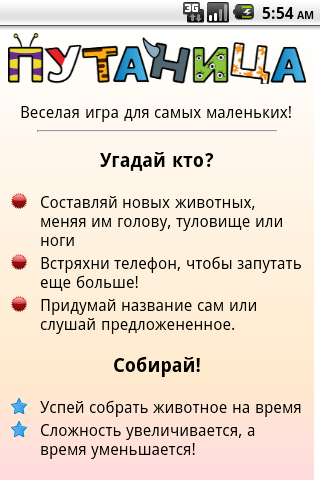 3G 5:54 AM
ПУТАНИЦА
Веселая игра для самых маленьких!
Угадай кто?
Составляй новых животных,
меняя им голову, туловище или
ноги
Встряхни телефон, чтобы запутать
еще больше!
Придумай название сам или
слушай предложененное.
Собирай!
Успей собрать животное на время
Сложность увеличивается, а
время уменьшается!